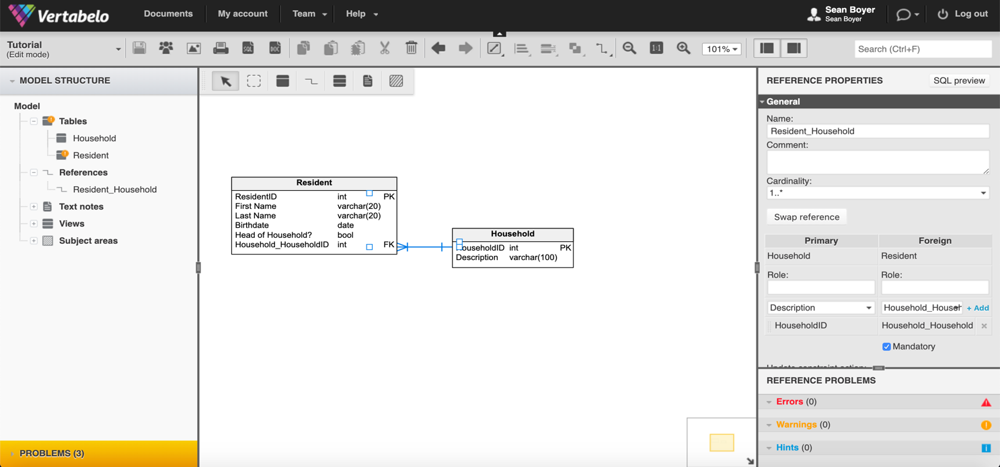 Vertabelo
Documents
My account
Team
Help
Sean Boyer
Sean Boyer
Log out
Tutorial
(Edit mode)
SQL
DOC
1:1
101%
Search (Ctrl+F)
MODEL STRUCTURE
Model
Tables
Household
Resident
References
Resident_Household
Text notes
Views
Subject areas
PROBLEMS (3)
Resident
ResidentID int PK
First Name varchar(20)
Last Name varchar(20)
Birthdate date
Head of Household? bool
Household_HouseholdID int FK
Household
HouseholdID int PK
Description varchar(100)
REFERENCE PROPERTIES
SQL preview
General
Name:
Resident_Household
Comment:
Cardinality:
1..*
Swap reference
Primary Foreign
Household Resident
Role: Role:
Description Household_Househ + Add
HouseholdID Household_Household
Mandatory
Update constraint action:
REFERENCE PROBLEMS
Errors (0)
Warnings (0)
Hints (0)